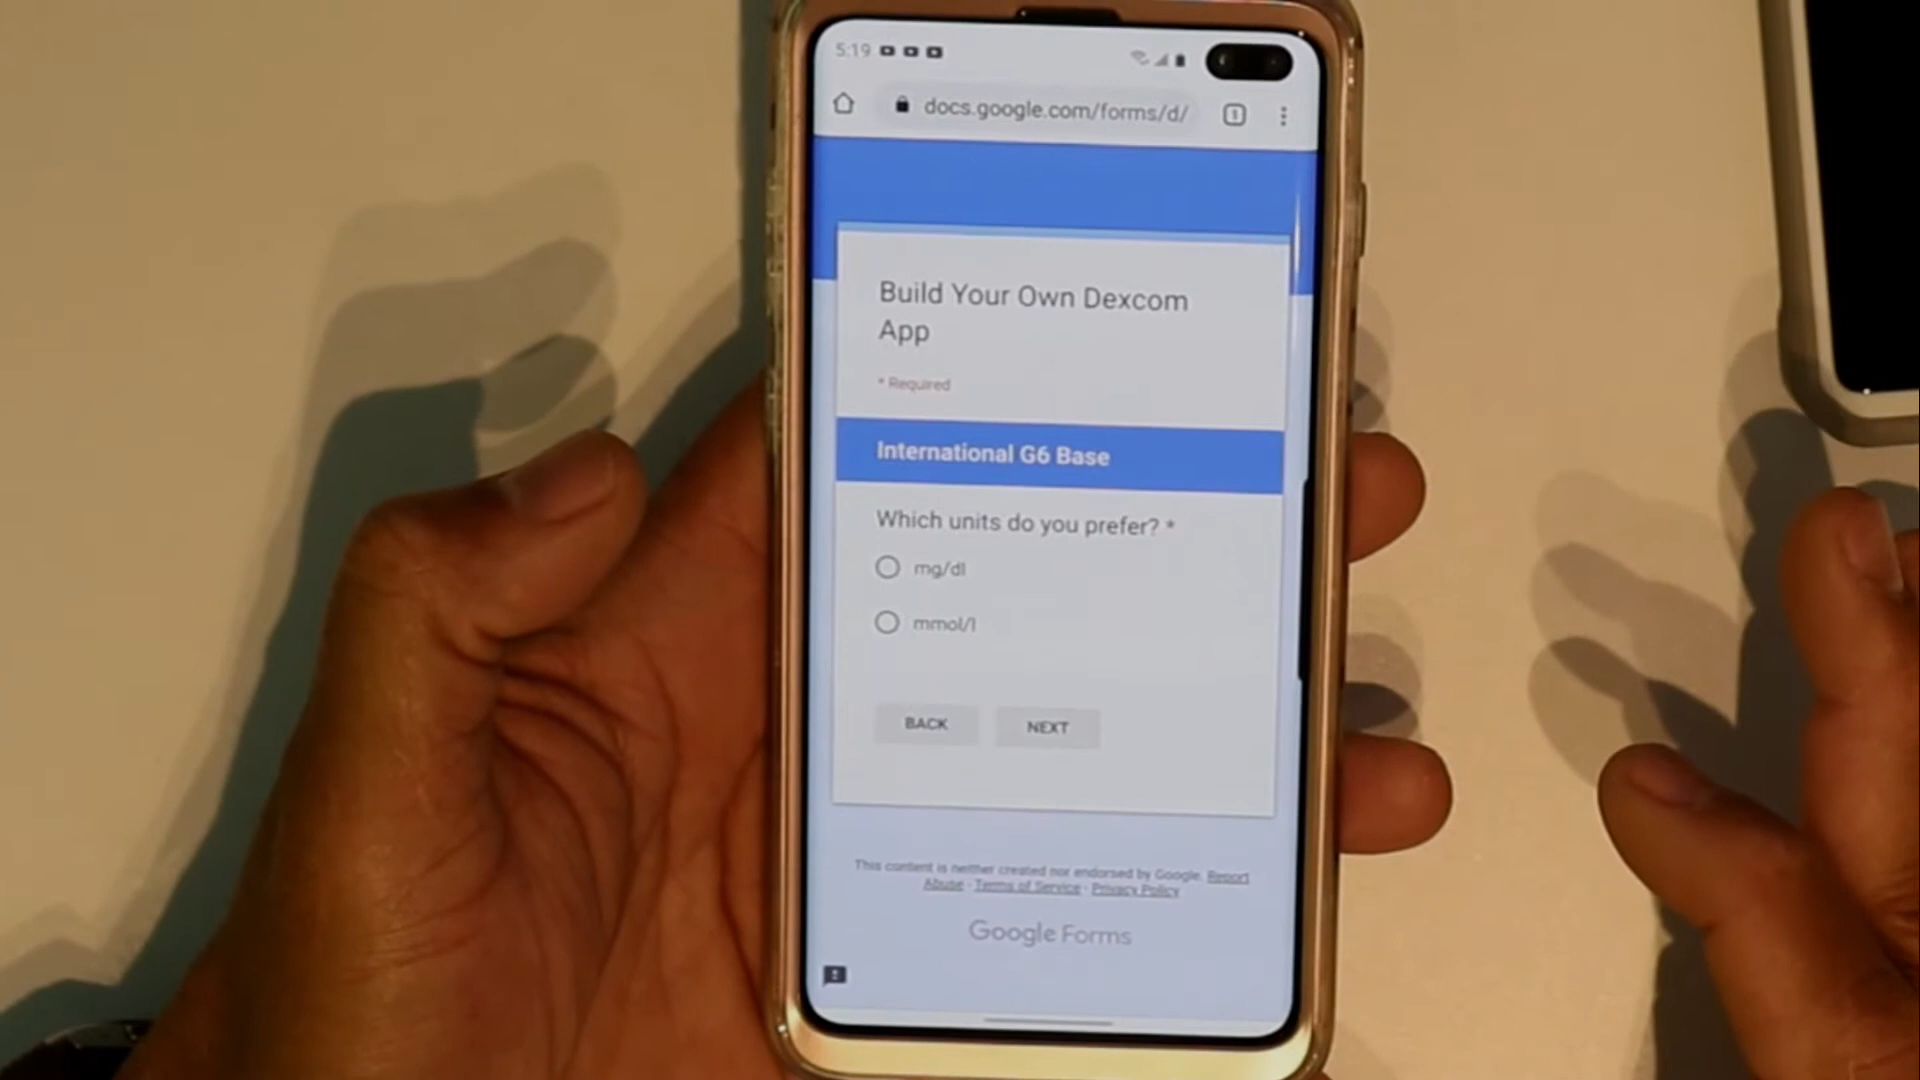 5:19
docs.google.com/forms/d/
1
Build Your Own Dexcom
App
* Required
International G6 Base
Which units do you prefer? *
mg/dl
mmol/l
BACK NEXT
This content is neither created nor endorsed by Google. Report
Abuse - Terms of Service - Privacy Policy
Google Forms